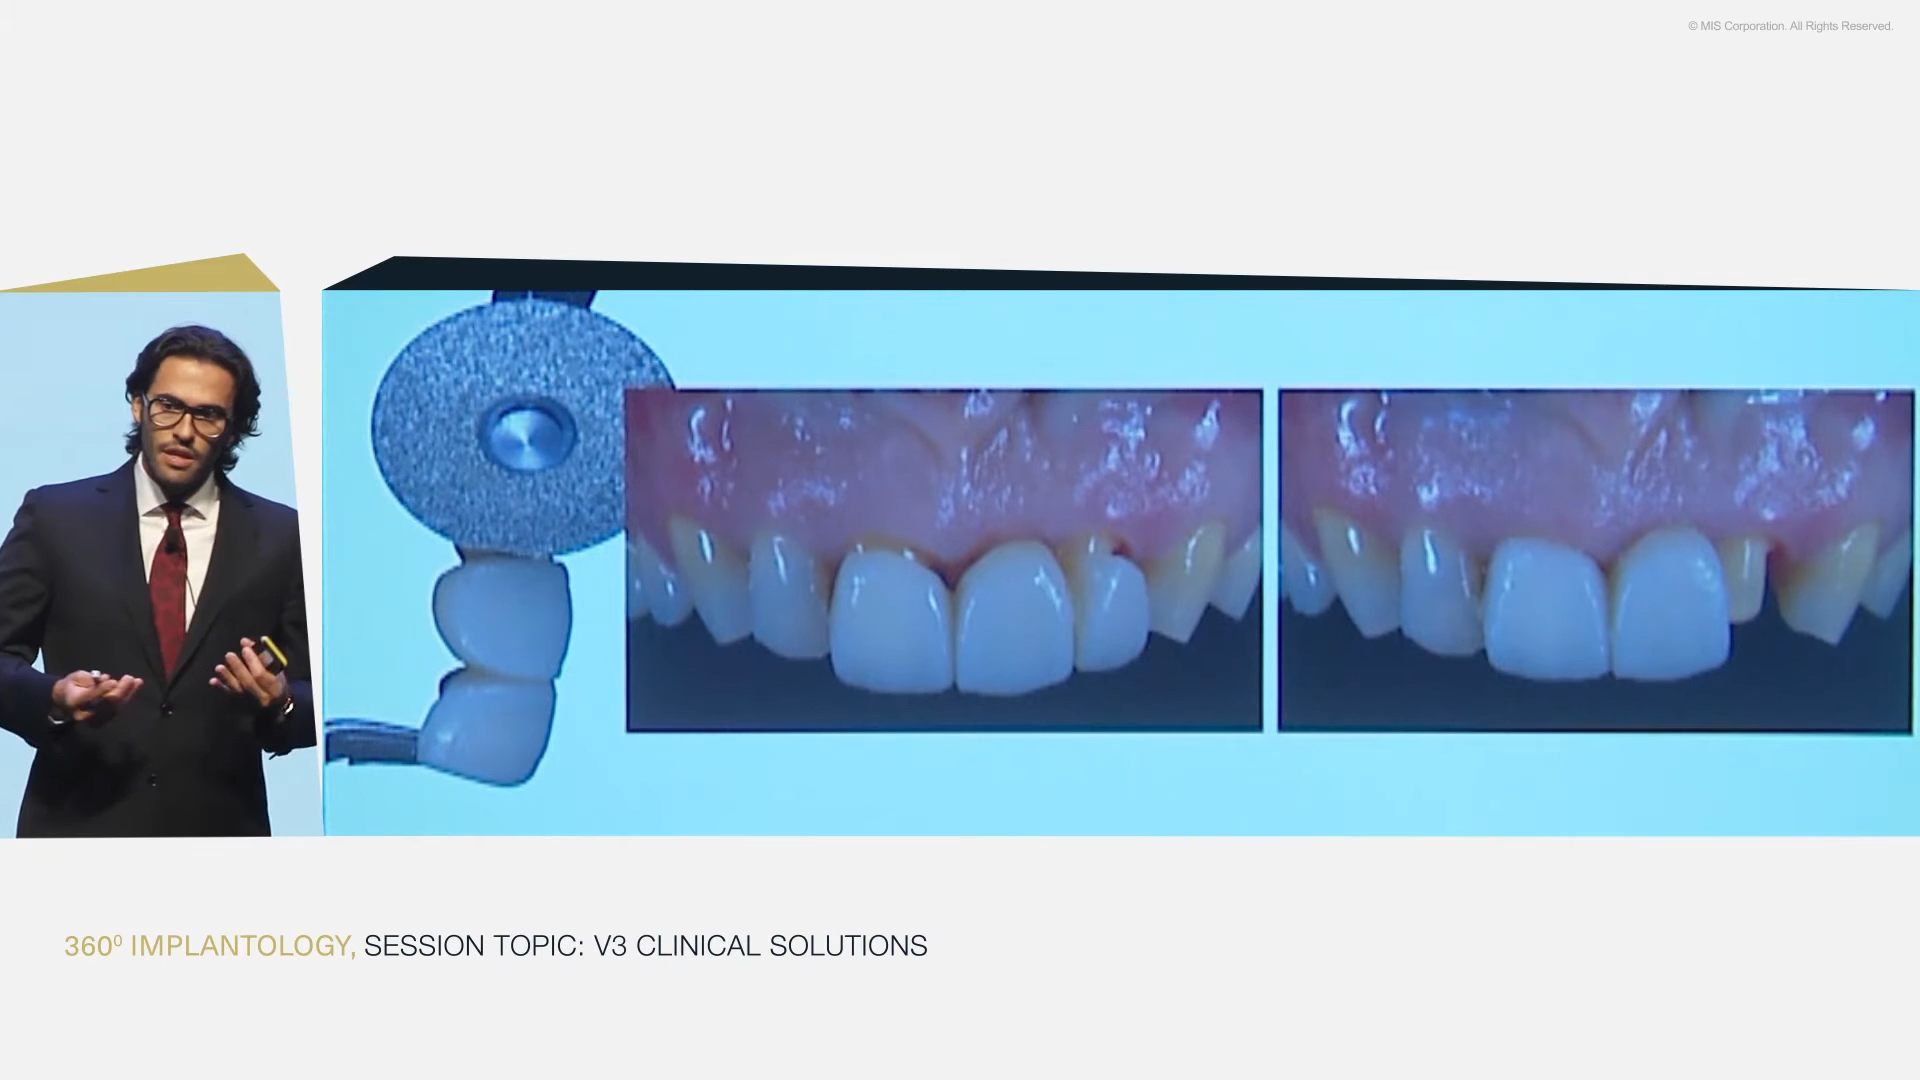 © MIS Corporation. All Rights Reserved.
360⁰ IMPLANTOLOGY, SESSION TOPIC: V3 CLINICAL SOLUTIONS